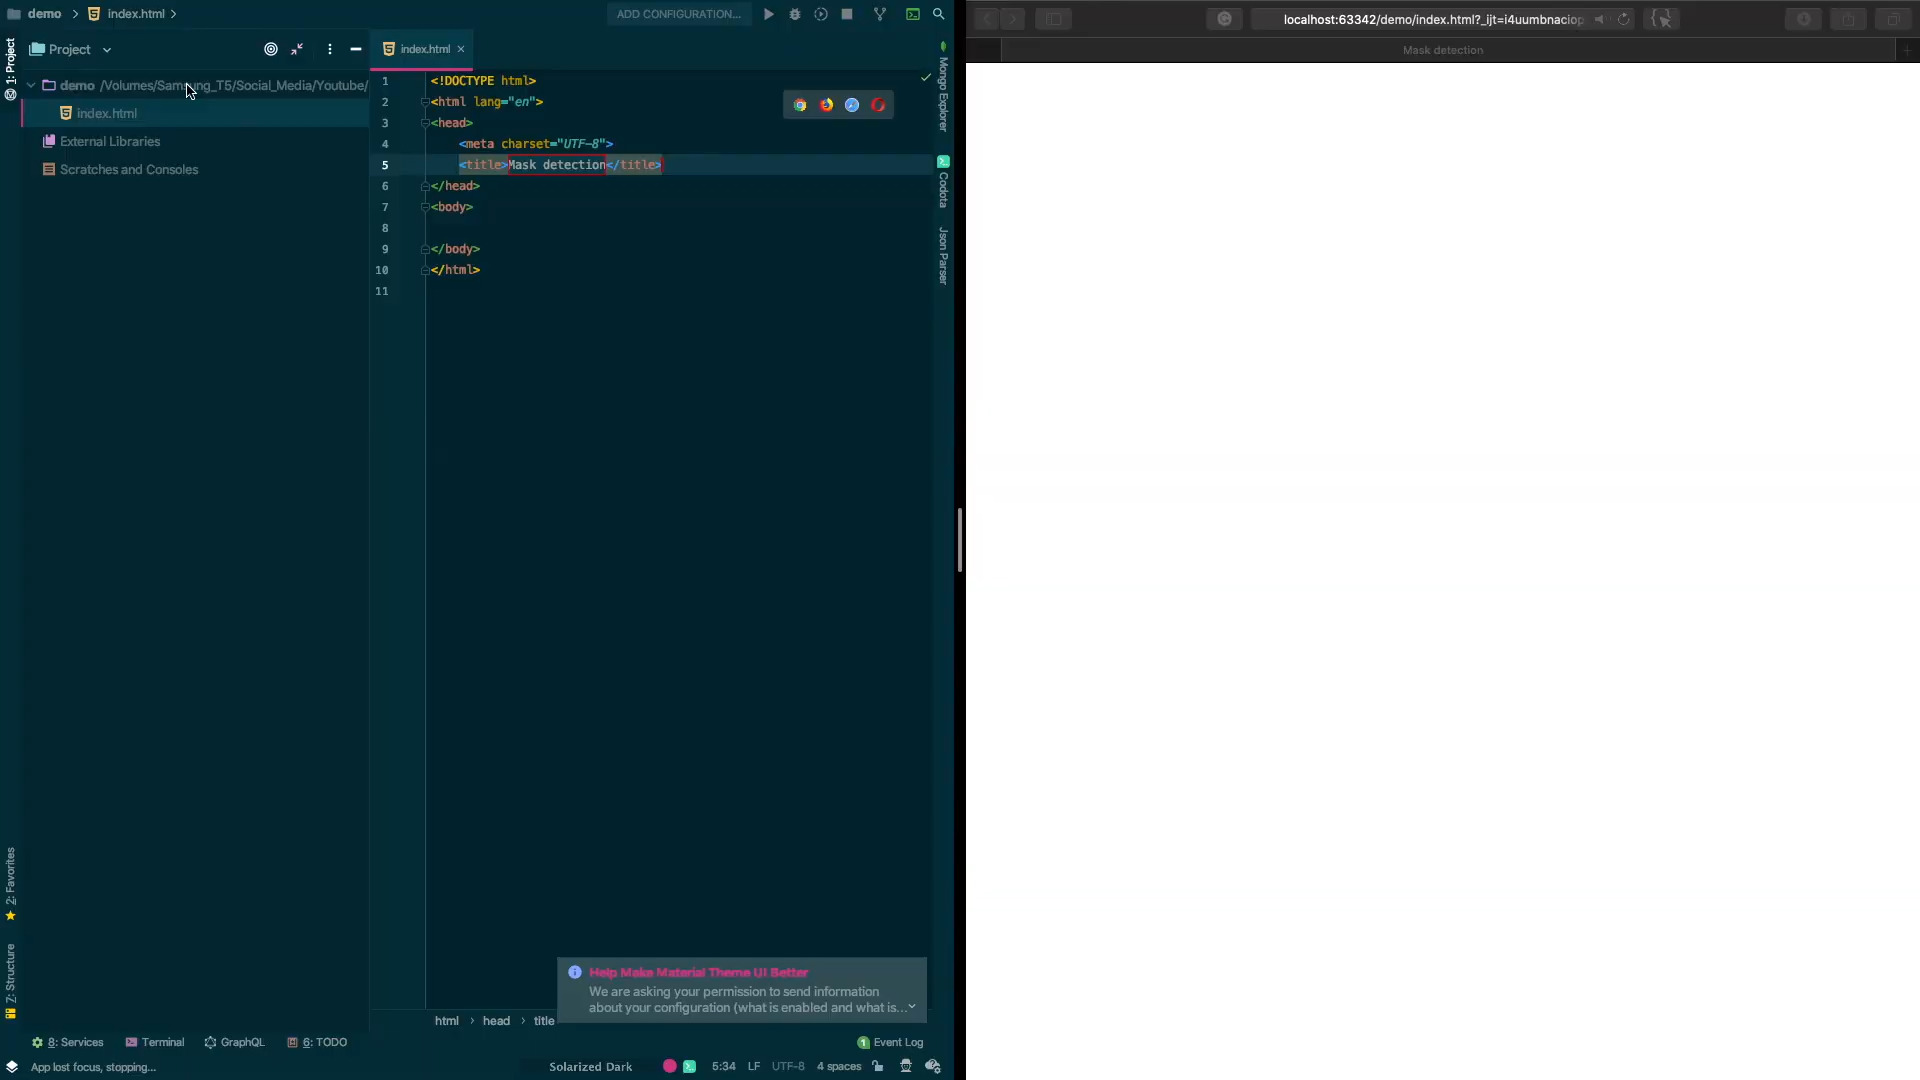 demo
index.html
ADD CONFIGURATION...
localhost:63342/demo/index.html?_ijt=i4uumbnaciop
Mask detection
1: Project
Project
demo /Volumes/Samsung_T5/Social_Media/Youtube/
index.html
External Libraries
Scratches and Consoles
index.html
1 <!DOCTYPE html>
2 <html lang="en">
3 <head>
4 <meta charset="UTF-8">
5 <title>Mask detection</title>
6 </head>
7 <body>
8
9 </body>
10 </html>
11
Mongo Explorer
Codota
Json Parser
2: Favorites
7: Structure
Help Make Material Theme UI Better
We are asking your permission to send information
about your configuration (what is enabled and what is...
html > head > title
8: Services
Terminal
GraphQL
6: TODO
1 Event Log
App lost focus, stopping...
Solarized Dark
5:34
LF
UTF-8
4 spaces